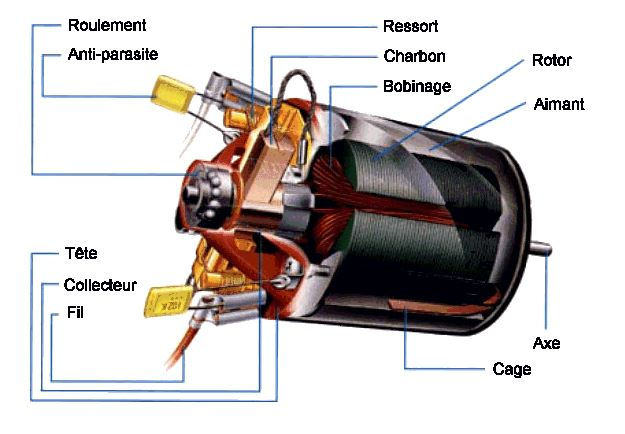 Roulement
Anti-parasite
Ressort
Charbon
Bobinage
Rotor
Aimant
Tête
Collecteur
Fil
Axe
Cage